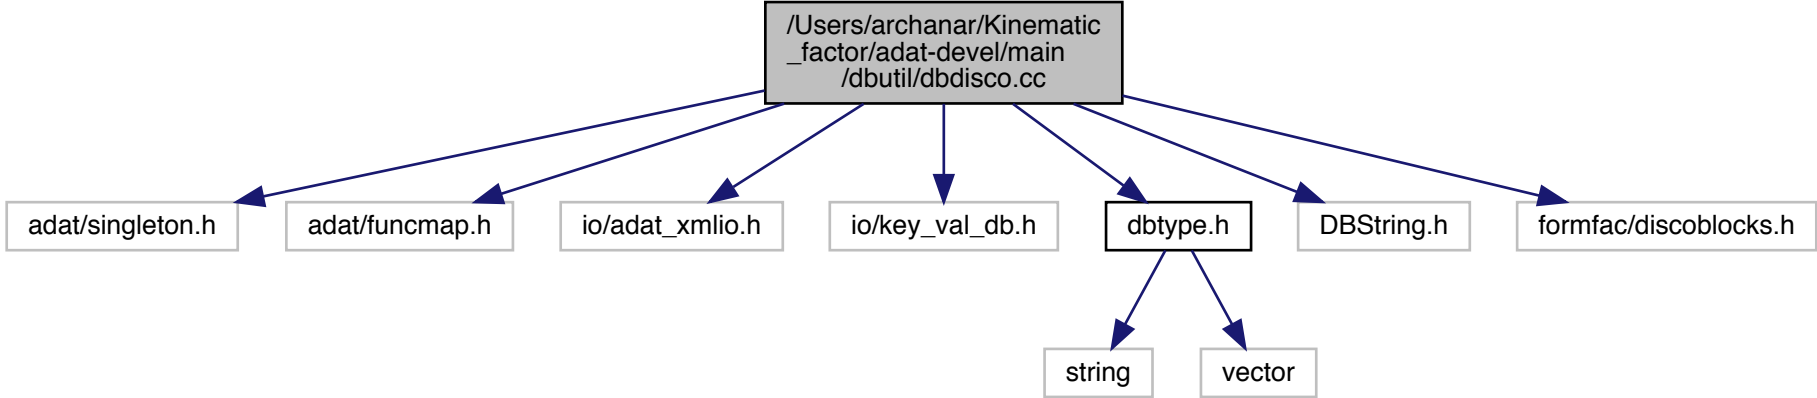 /Users/archanar/Kinematic
_factor/adat-devel/main
/dbutil/dbdisco.cc
adat/singleton.h
adat/funcmap.h
io/adat_xmlio.h
io/key_val_db.h
dbtype.h
DBString.h
formfac/discoblocks.h
string
vector